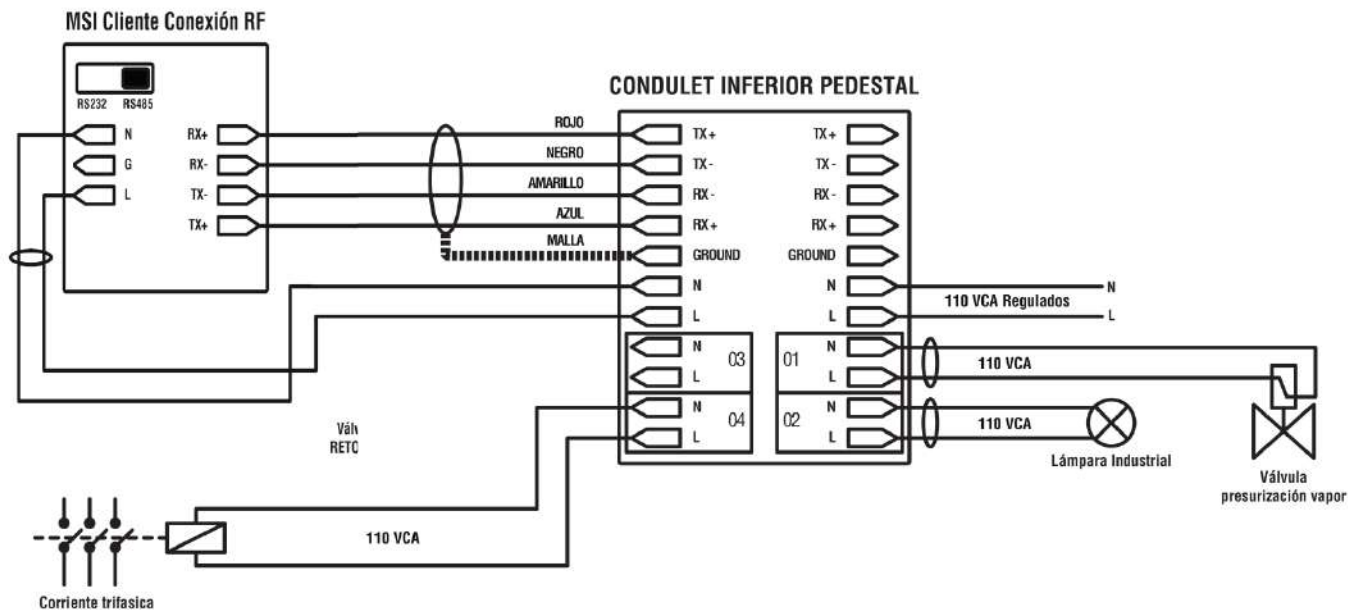 MSI Cliente Conexión RF
RS232 RS485
N RX+
G RX-
L TX-
TX+
ROJO
NEGRO
AMARILLO
AZUL
MALLA
CONDULET INFERIOR PEDESTAL
TX+ TX+
TX- TX-
RX- RX-
RX+ RX+
GROUND GROUND
N N
L L
110 VCA Regulados
N
L
N 03 01 N
L L
110 VCA
N 04 02 N
L L
110 VCA
Lámpara Industrial
Válvula
presurización vapor
110 VCA
Corriente trifasica